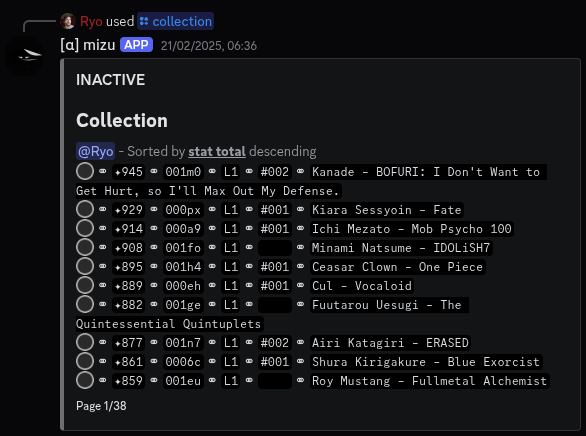 Ryo used collection
[α] mizu APP 21/02/2025, 06:36
INACTIVE
Collection
@Ryo - Sorted by stat total descending
✦945 001m0 L1 #002 Kanade - BOFURI: I Don't Want to
Get Hurt, so I'll Max Out My Defense.
✦929 000px L1 #001 Kiara Sessyoin - Fate
✦914 000a9 L1 #001 Ichi Mezato - Mob Psycho 100
✦908 001fo L1 Minami Natsume - IDOLiSH7
✦895 001h4 L1 #001 Ceasar Clown - One Piece
✦889 000eh L1 #001 Cul - Vocaloid
✦882 001ge L1 Fuutarou Uesugi - The
Quintessential Quintuplets
✦877 001n7 L1 #002 Airi Katagiri - ERASED
✦861 0006c L1 #001 Shura Kirigakure - Blue Exorcist
✦859 001eu L1 Roy Mustang - Fullmetal Alchemist
Page 1/38